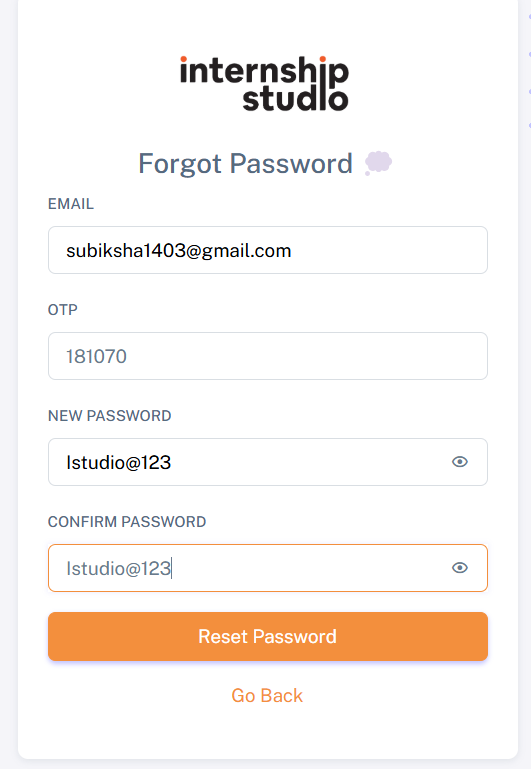 internship
studio
Forgot Password
EMAIL
subiksha1403@gmail.com
OTP
181070
NEW PASSWORD
Istudio@123
CONFIRM PASSWORD
Istudio@123
Reset Password
Go Back